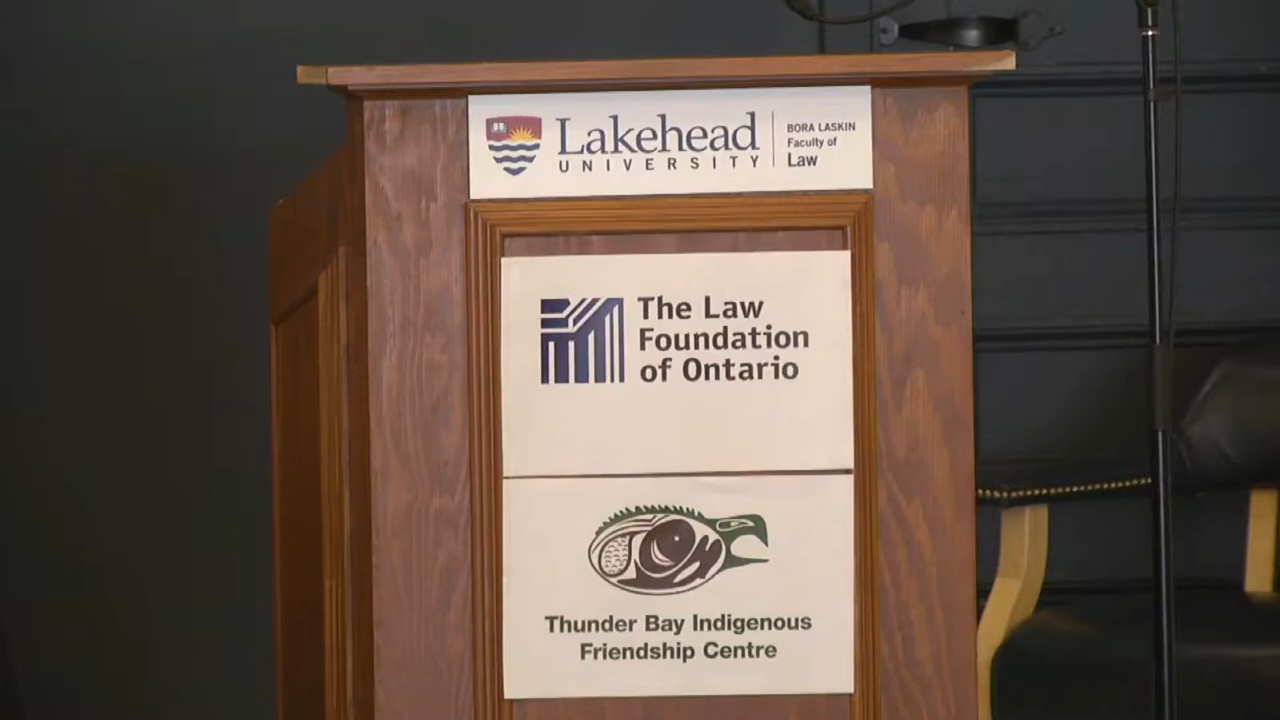 Lakehead
UNIVERSITY
BORA LASKIN
Faculty of
Law
The Law
Foundation
of Ontario
Thunder Bay Indigenous
Friendship Centre